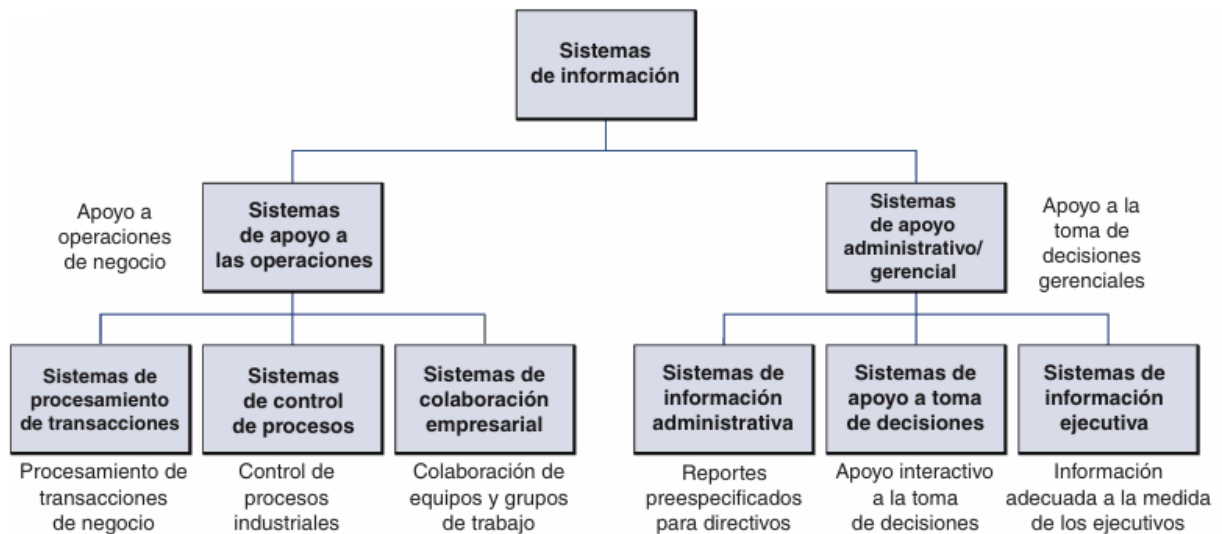 Sistemas
de información
Apoyo a
operaciones
de negocio
Sistemas
de apoyo a
las operaciones
Sistemas
de apoyo
administrativo/
gerencial
Apoyo a la
toma de
decisiones
gerenciales
Sistemas de
procesamiento
de transacciones
Sistemas
de control
de procesos
Sistemas de
colaboración
empresarial
Sistemas de
información
administrativa
Sistemas de
apoyo a toma
de decisiones
Sistemas de
información
ejecutiva
Procesamiento de
transacciones
de negocio
Control de
procesos
industriales
Colaboración de
equipos y grupos
de trabajo
Reportes
preespecificados
para directivos
Apoyo interactivo
a la toma
de decisiones
Información
adecuada a la medida
de los ejecutivos